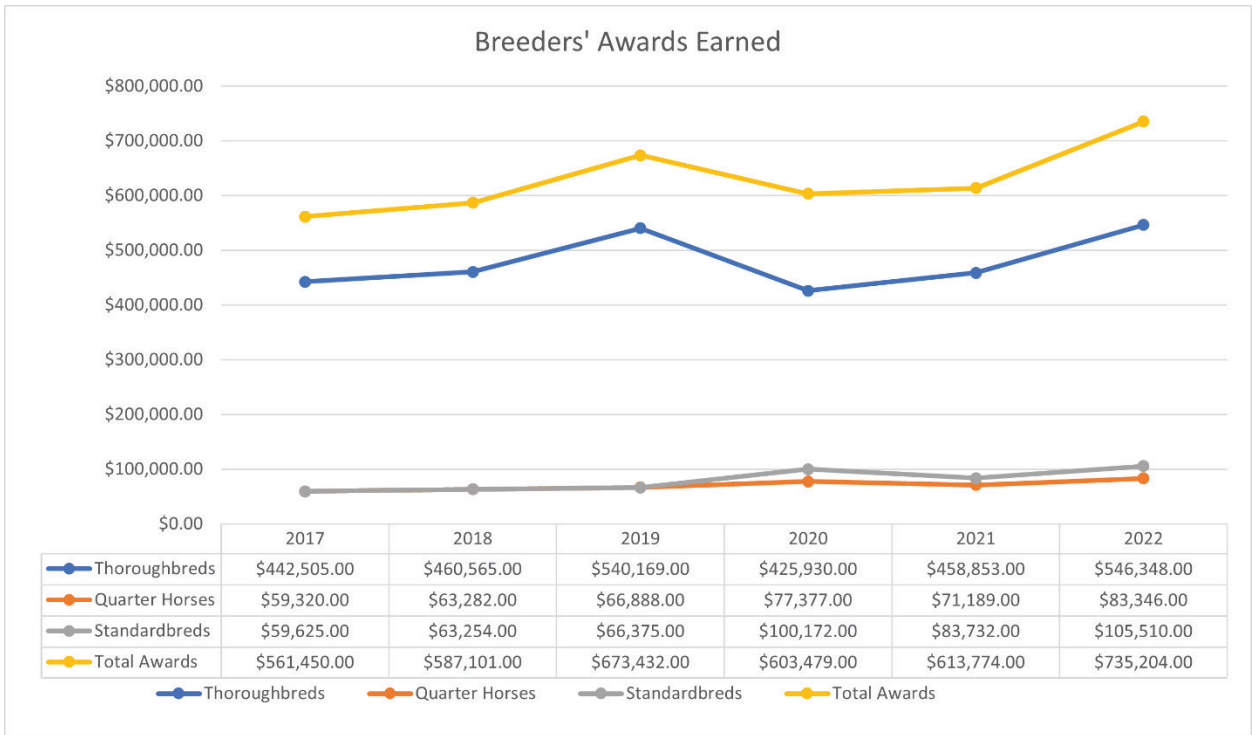 Breeders' Awards Earned
$800,000.00
$700,000.00
$600,000.00
$500,000.00
$400,000.00
$300,000.00
$200,000.00
$100,000.00
$0.00
2017 2018 2019 2020 2021 2022
Thoroughbreds $442,505.00 $460,565.00 $540,169.00 $425,930.00 $458,853.00 $546,348.00
Quarter Horses $59,320.00 $63,282.00 $66,888.00 $77,377.00 $71,189.00 $83,346.00
Standardbreds $59,625.00 $63,254.00 $66,375.00 $100,172.00 $83,732.00 $105,510.00
Total Awards $561,450.00 $587,101.00 $673,432.00 $603,479.00 $613,774.00 $735,204.00
Thoroughbreds Quarter Horses Standardbreds Total Awards